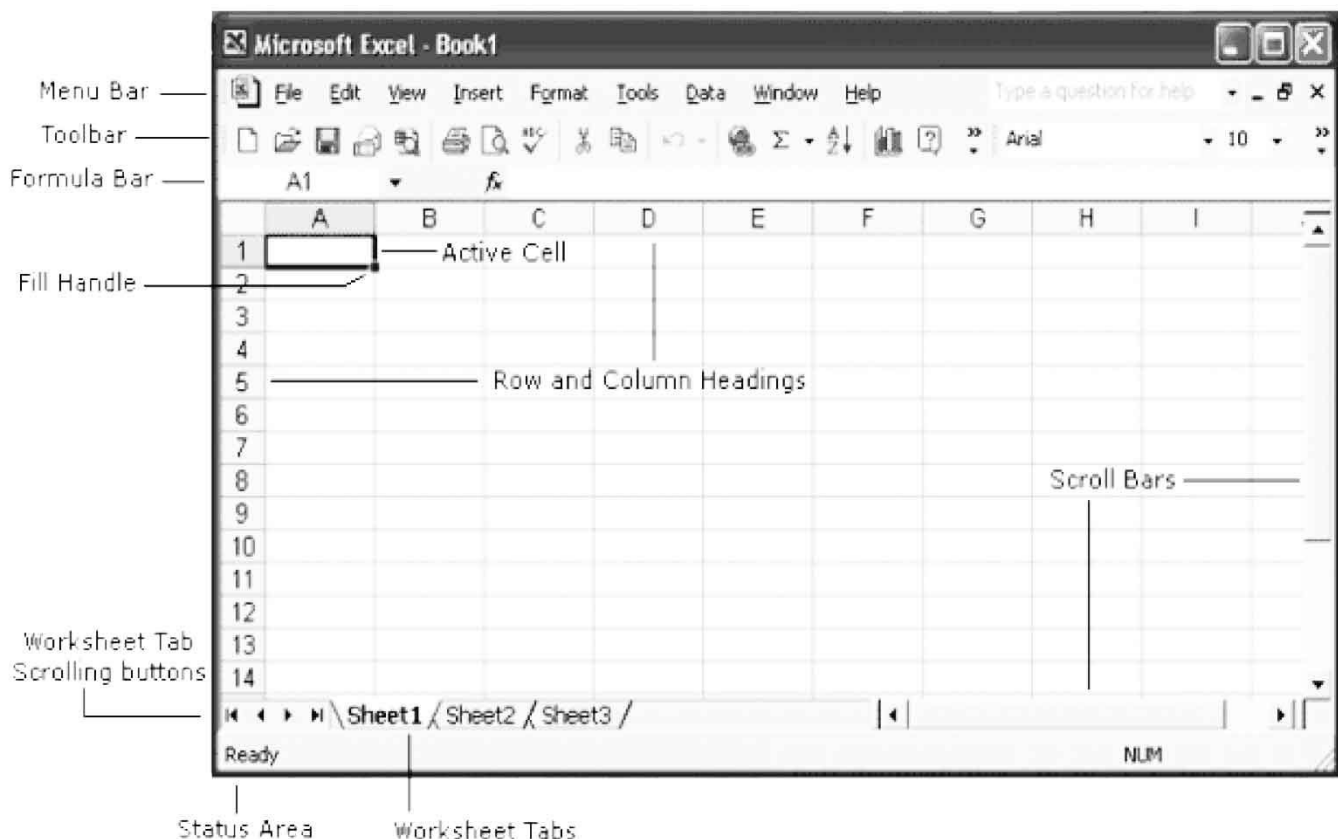 Microsoft Excel - Book1
Menu Bar
File Edit View Insert Format Tools Data Window Help
Type a question for help
Toolbar
ABC
Σ
A
Z
?
Arial
10
Formula Bar
A1
fx
A B C D E F G H I
1
Active Cell
Fill Handle
2
3
4
5
Row and Column Headings
6
7
8
Scroll Bars
9
10
11
12
Worksheet Tab
Scrolling buttons
13
14
Sheet1 / Sheet2 / Sheet3 /
Ready
NUM
Status Area
Worksheet Tabs